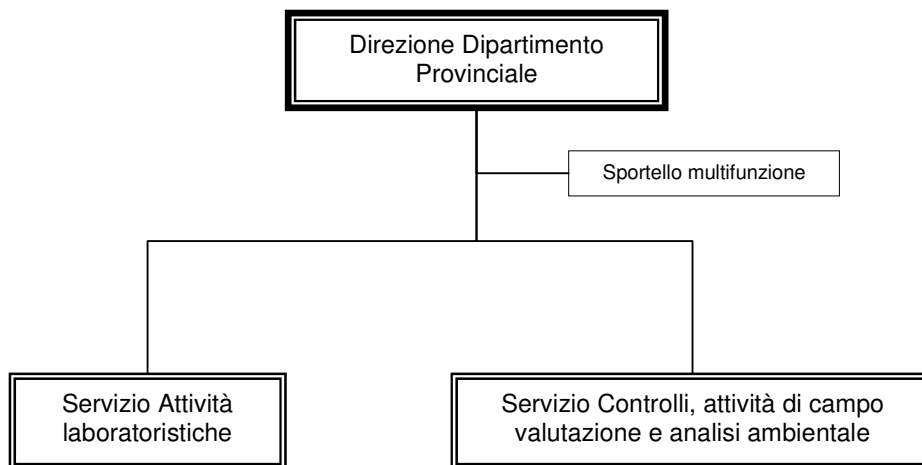 Direzione Dipartimento
Provinciale
Sportello multifunzione
Servizio Attività
laboratoristiche
Servizio Controlli, attività di campo
valutazione e analisi ambientale